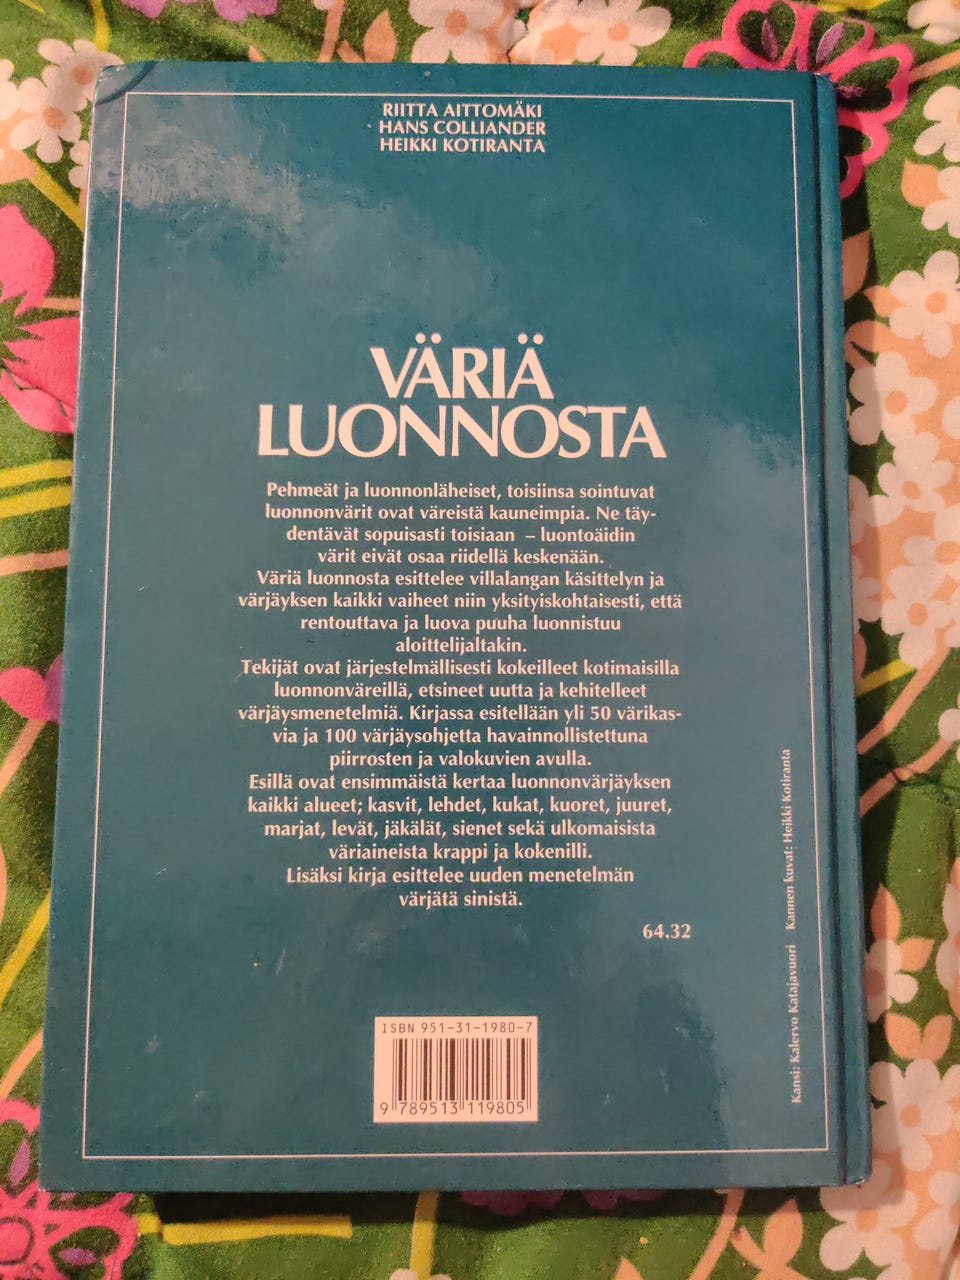 RIITTA AITTOMÄKI
HANS COLLIANDER
HEIKKI KOTIRANTA
VÄRIÄ
LUONNOSTA
Pehmeät ja luonnonläheiset, toisiinsa sointuvat
luonnonvärit ovat väreistä kauneimpia. Ne täy-
dentävät sopuisasti toisiaan – luontoäidin
värit eivät osaa riidellä keskenään.
Väriä luonnosta esittelee villalangan käsittelyn ja
värjäyksen kaikki vaiheet niin yksityiskohtaisesti, että
rentouttava ja luova puuha luonnistuu
aloittelijaltakin.
Tekijät ovat järjestelmällisesti kokeilleet kotimaisilla
luonnonväreillä, etsineet uutta ja kehitelleet
värjäysmenetelmiä. Kirjassa esitellään yli 50 värikas-
via ja 100 värjäysohjetta havainnollistettuna
piirrosten ja valokuvien avulla.
Esillä ovat ensimmäistä kertaa luonnonvärjäyksen
kaikki alueet; kasvit, lehdet, kukat, kuoret, juuret,
marjat, levät, jäkälät, sienet sekä ulkomaisista
väriaineista krappi ja kokenilli.
Lisäksi kirja esittelee uuden menetelmän
värjätä sinistä.
64.32
ISBN 951-31-1980-7
9 789513 119805
Kansi: Kalervo Katajavuori Kannen kuvat: Heikki Kotiranta